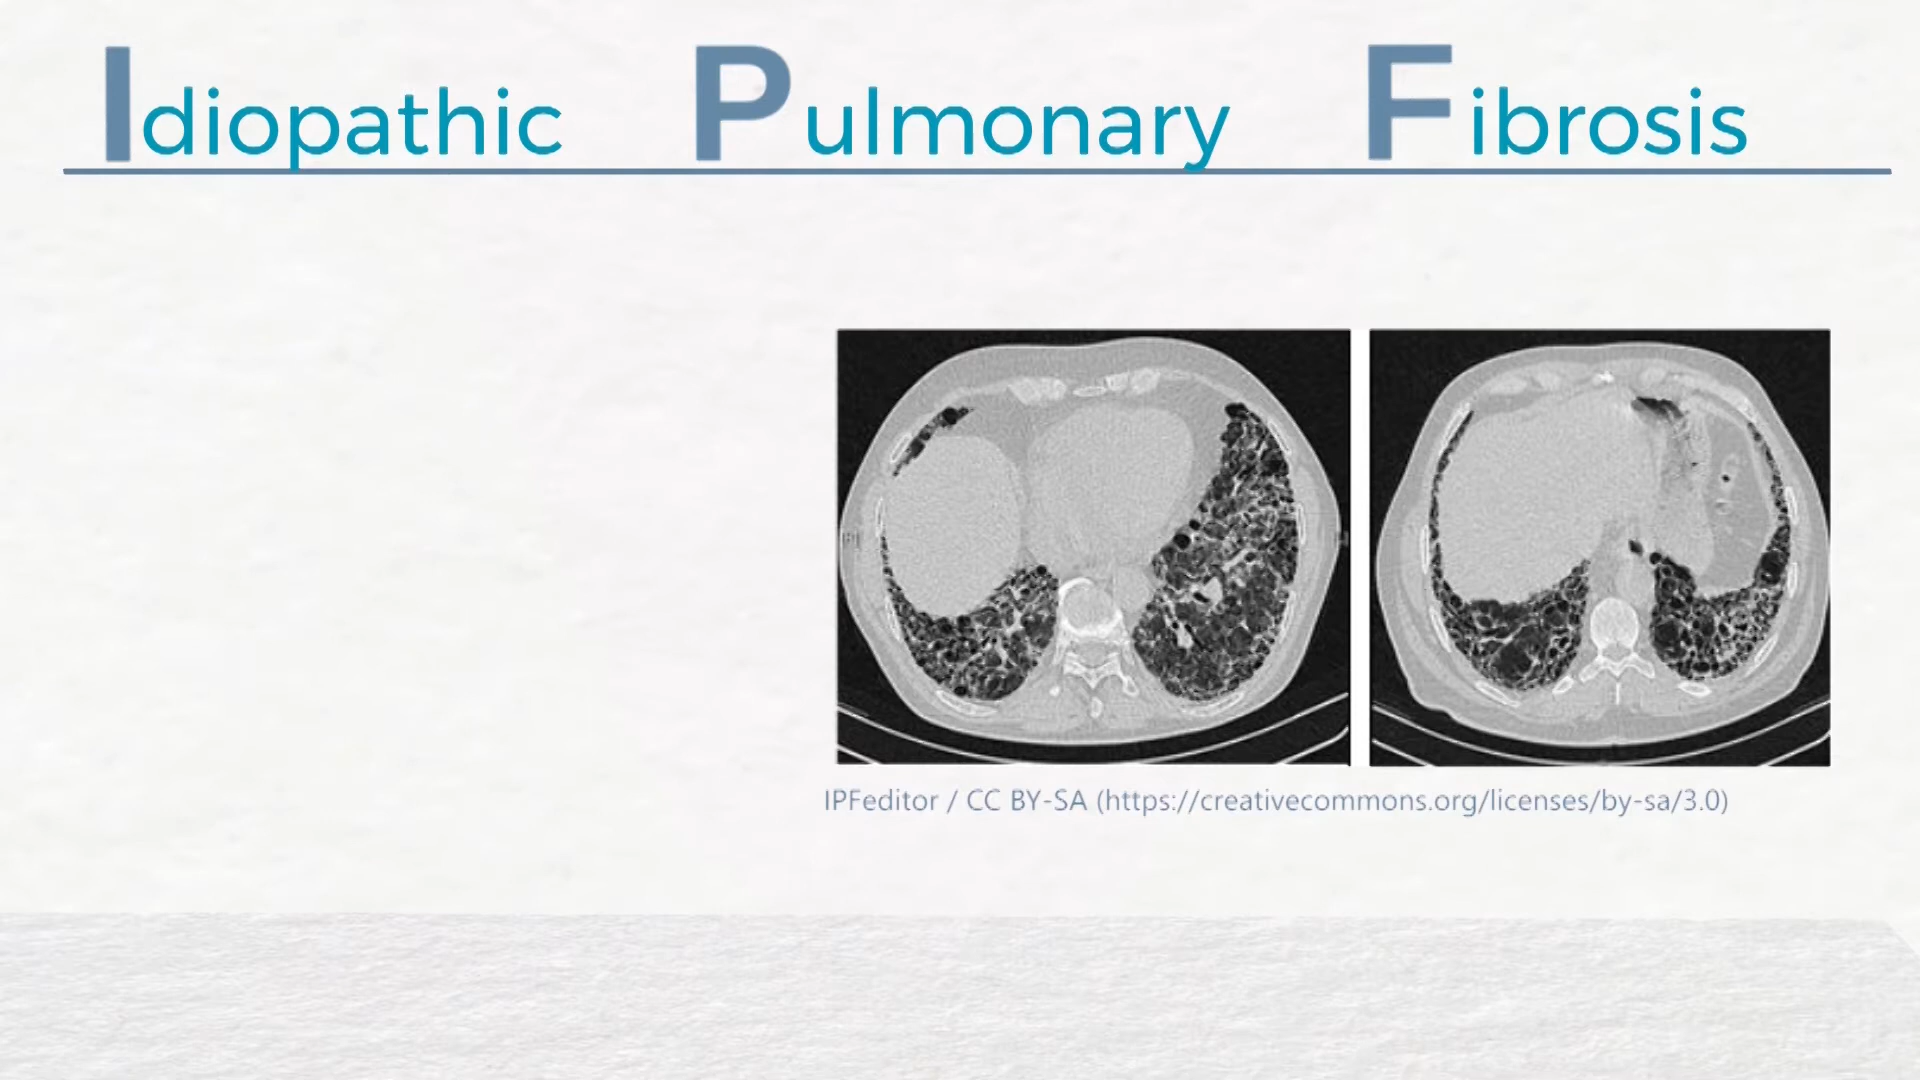 Idiopathic Pulmonary Fibrosis
IPFeditor / CC BY-SA (https://creativecommons.org/licenses/by-sa/3.0)